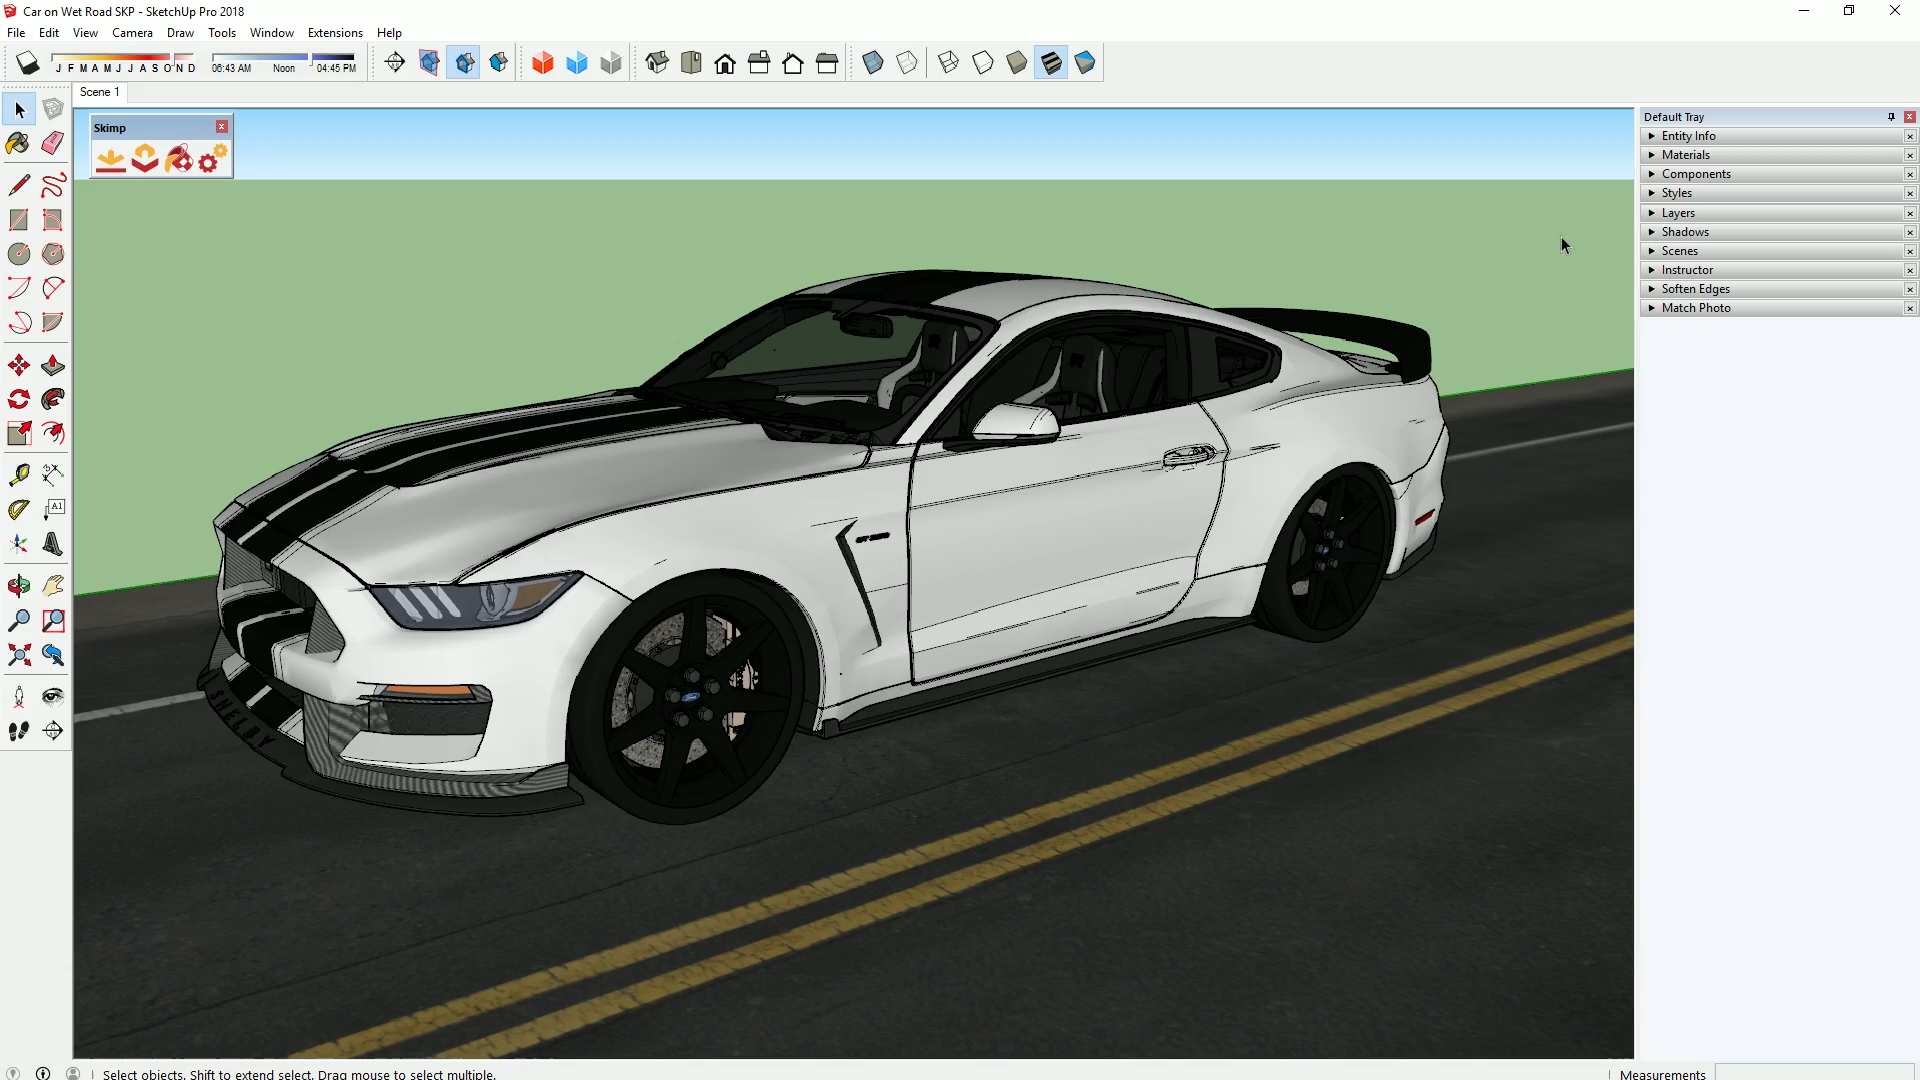 Car on Wet Road SKP - SketchUp Pro 2018
File Edit View Camera Draw Tools Window Extensions Help
J F M A M J J A S O N D
06:43 AM Noon 04:45 PM
Scene 1
Skimp
Default Tray
Entity Info
Materials
Components
Styles
Layers
Shadows
Scenes
Instructor
Soften Edges
Match Photo
A1
SHELBY
Select objects. Shift to extend select. Drag mouse to select multiple.
Measurements